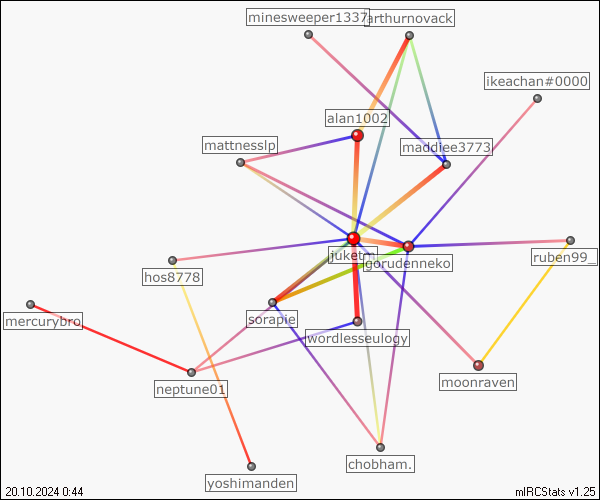 minesweeper1337
arthurnovack
ikeachan#0000
alan1002
mattnesslp
maddiee3773
juketm
gorudenneko
ruben99_
hos8778
mercurybro
sorapie
wordlesseulogy
neptune01
moonraven
chobham.
yoshimanden
20.10.2024 0:44
mIRCStats v1.25